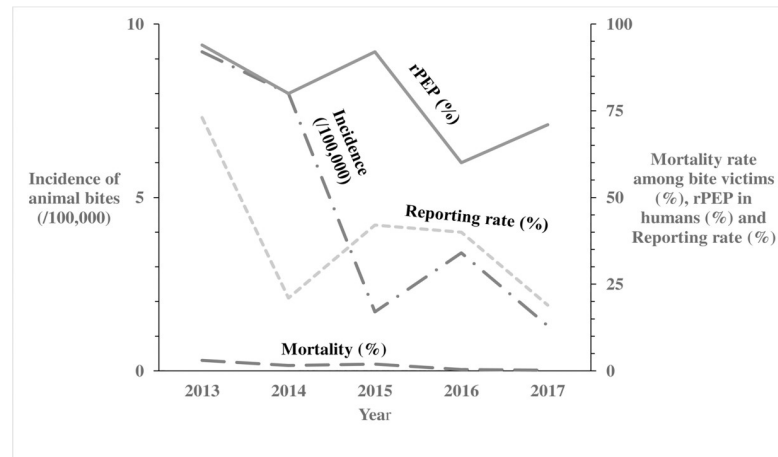 10
5
0
Incidence of
animal bites
(/100,000)
rPEP (%)
Incidence
(/100,000)
Reporting rate (%)
Mortality (%)
2013 2014 2015 2016 2017
Year
100
75
50
25
0
Mortality rate
among bite victims
(%), rPEP in
humans (%) and
Reporting rate (%)